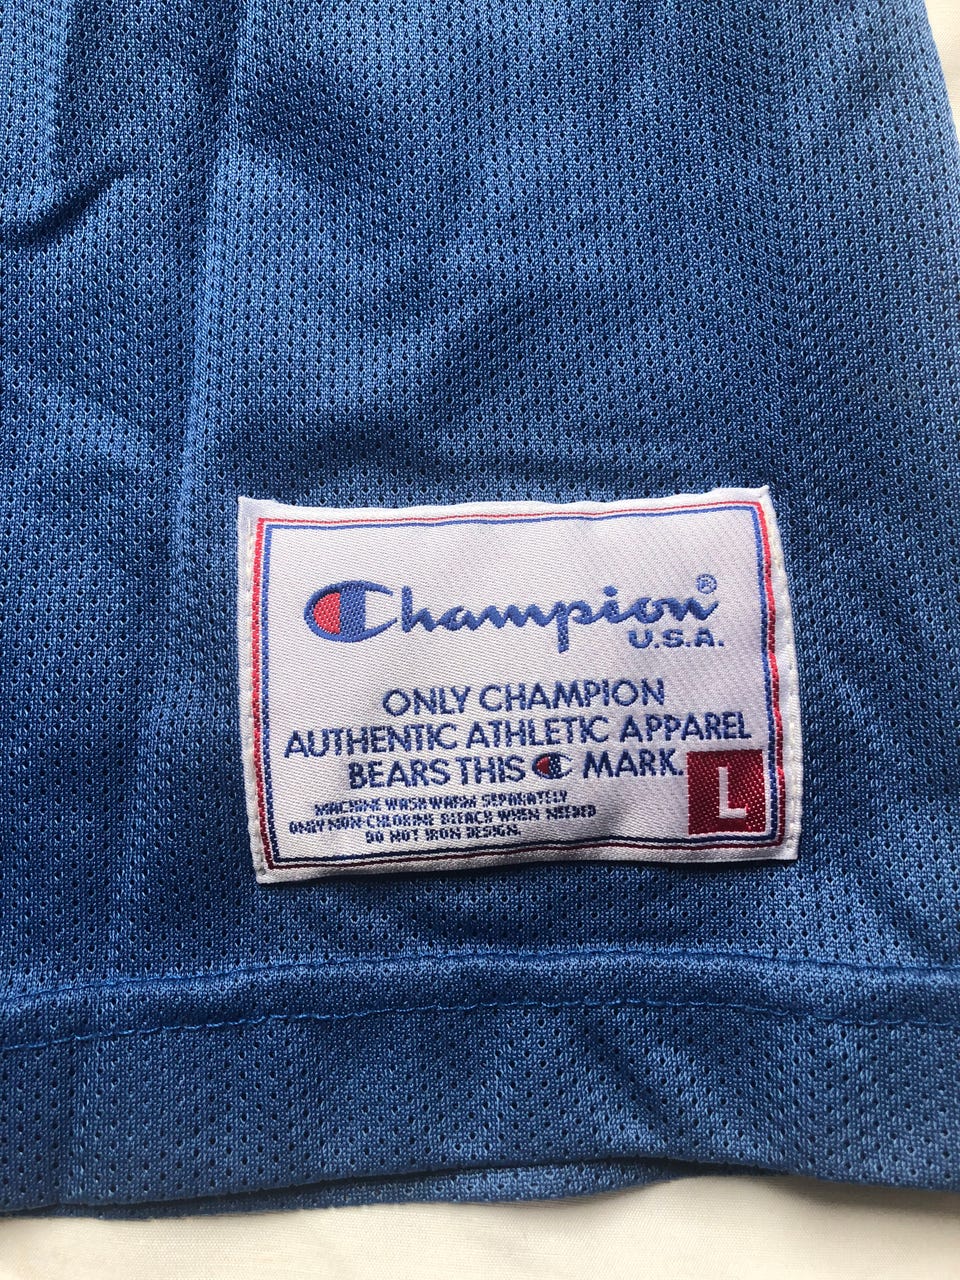 Champion®
U.S.A.
ONLY CHAMPION
AUTHENTIC ATHLETIC APPAREL
BEARS THIS C MARK.
L
MACHINE WASH WARM SEPARATELY
ONLY NON-CHLORINE BLEACH WHEN NEEDED
DO NOT IRON DESIGN.